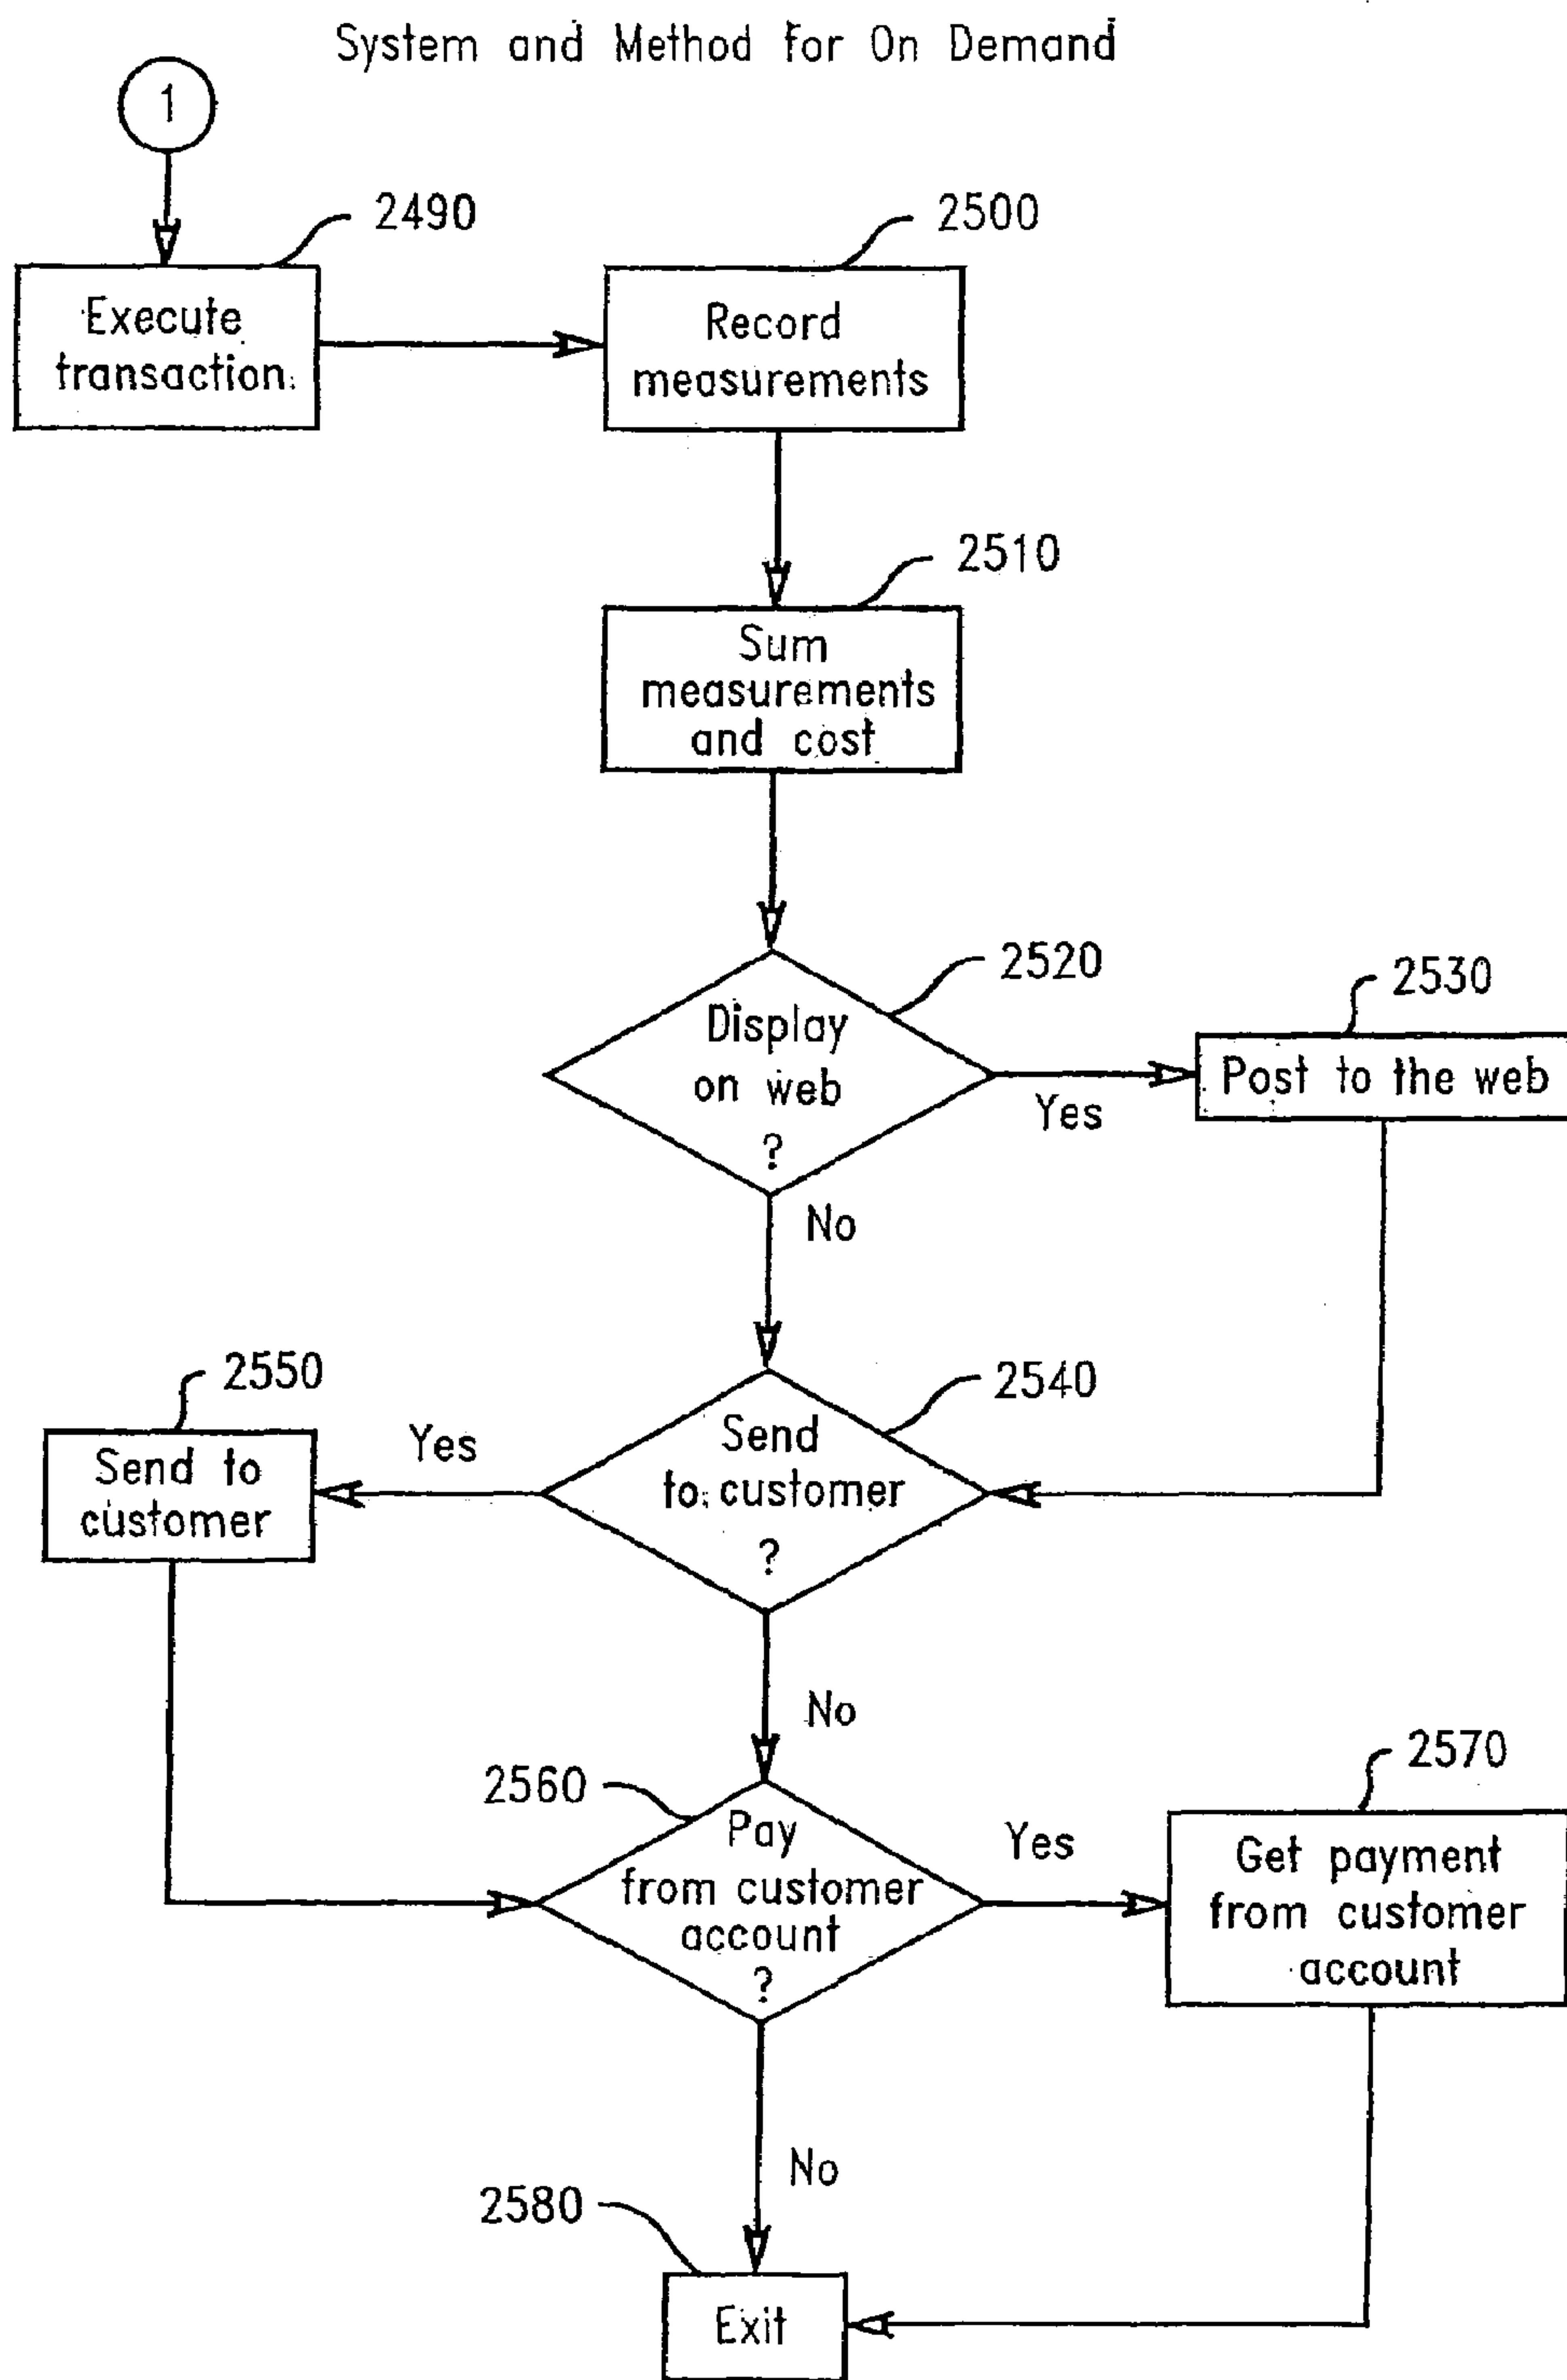 System and Method for On Demand
1
2490
Execute
transaction
2500
Record
measurements
2510
Sum
measurements
and cost
2520
Display
on web
?
Yes
2530
Post to the web
No
2540
Send
to customer
?
Yes
2550
Send to
customer
No
2560
Pay
from customer
account
?
Yes
2570
Get payment
from customer
account
No
2580
Exit